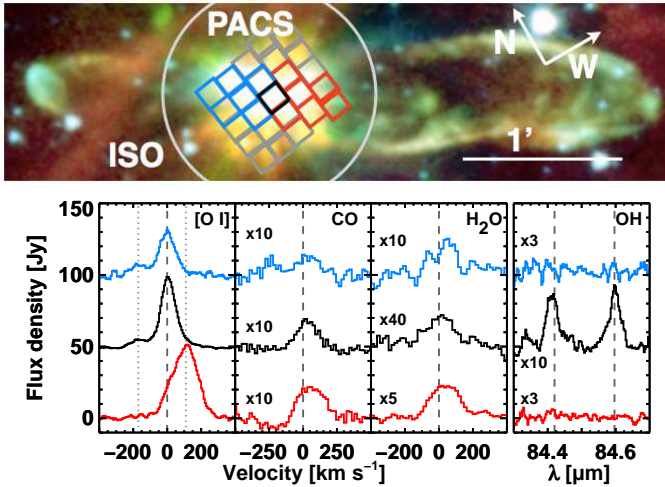 PACS
N
W
ISO
1'
[O I] CO H₂O OH
150
100
50
0
Flux density [Jy]
x10 x10 x3
x10 x40 x10
x10 x5 x3
−400 −200 0 200 −250 0 250 −200 0 200 400 84.4 84.6
Velocity [km s⁻¹] λ [μm]